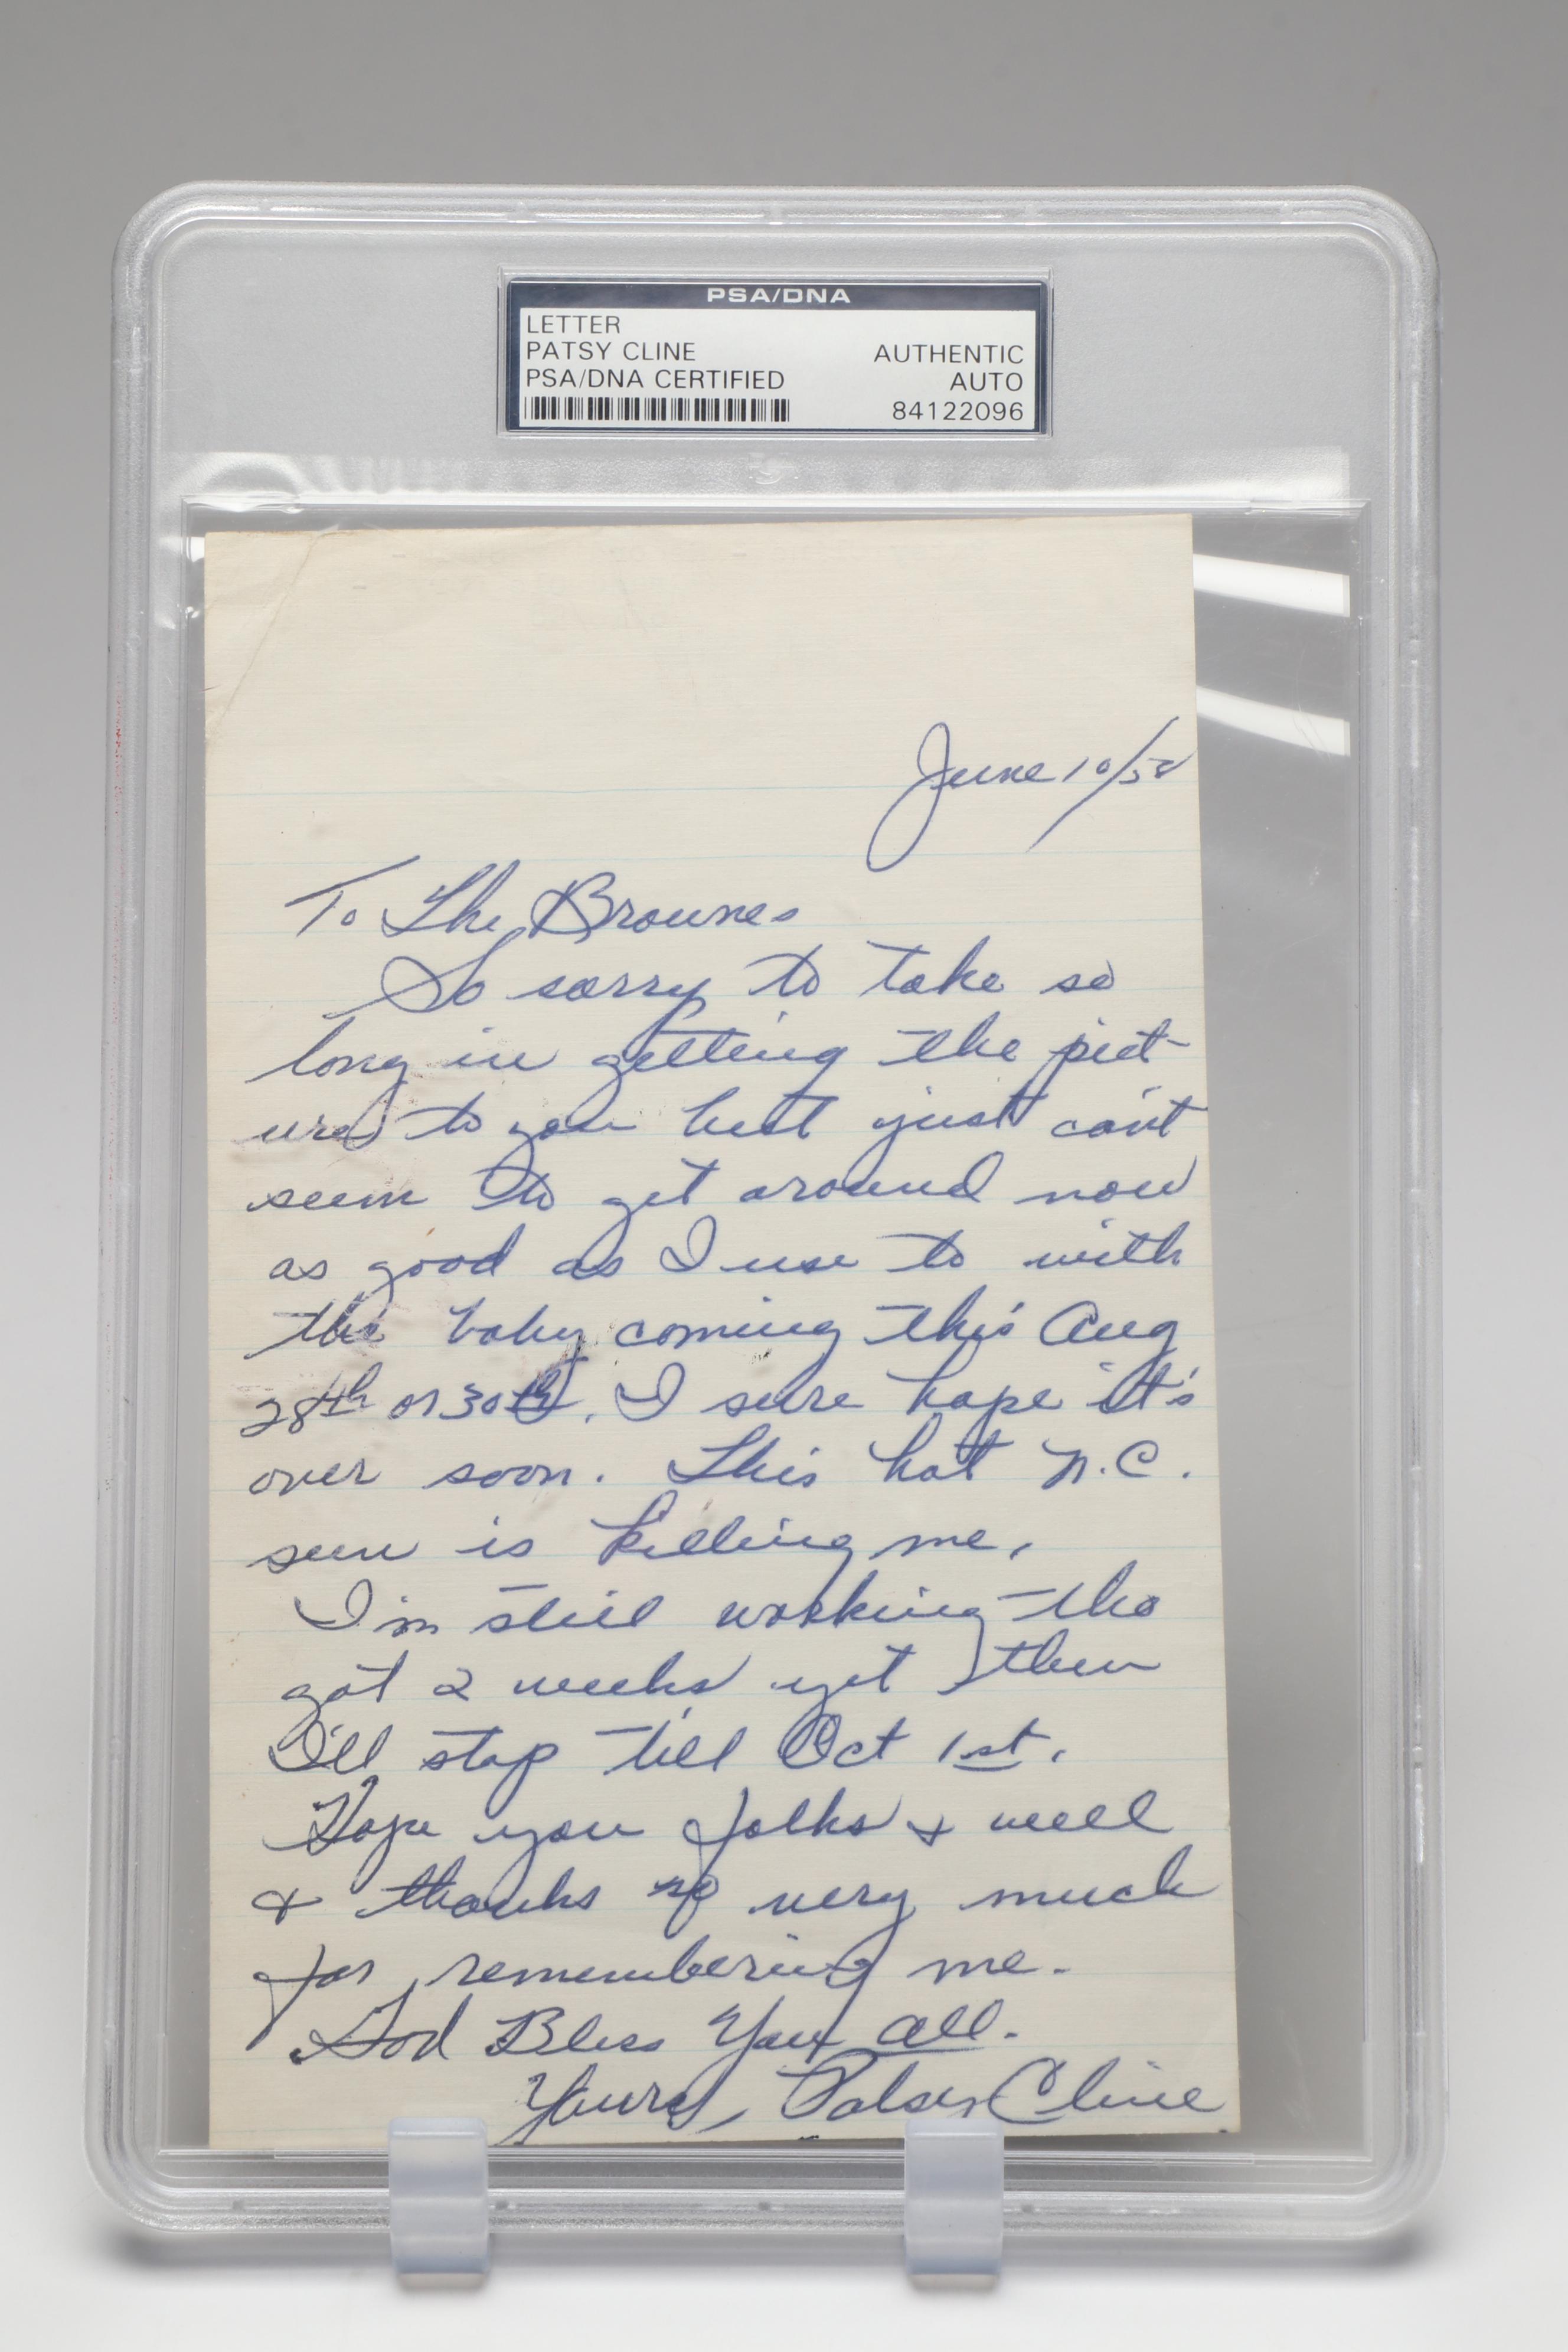 PSA/DNA
LETTER
PATSY CLINE
AUTHENTIC
PSA/DNA CERTIFIED
AUTO
84122096
June 10/58
To The Brownes
So sorry to take so
long in getting the pict-
ure to you but just can't
seem to get around now
as good as I use to with
the baby coming this Aug
28th or 30th. I sure hope it's
over soon. This hot N.C.
sun is killing me.
I'm still working tho
got 2 weeks yet then
I'll stop till Oct 1st.
Hope you folks + well
& thanks so very much
for remembering me.
God Bless You all.
Yours, Patsy Cline